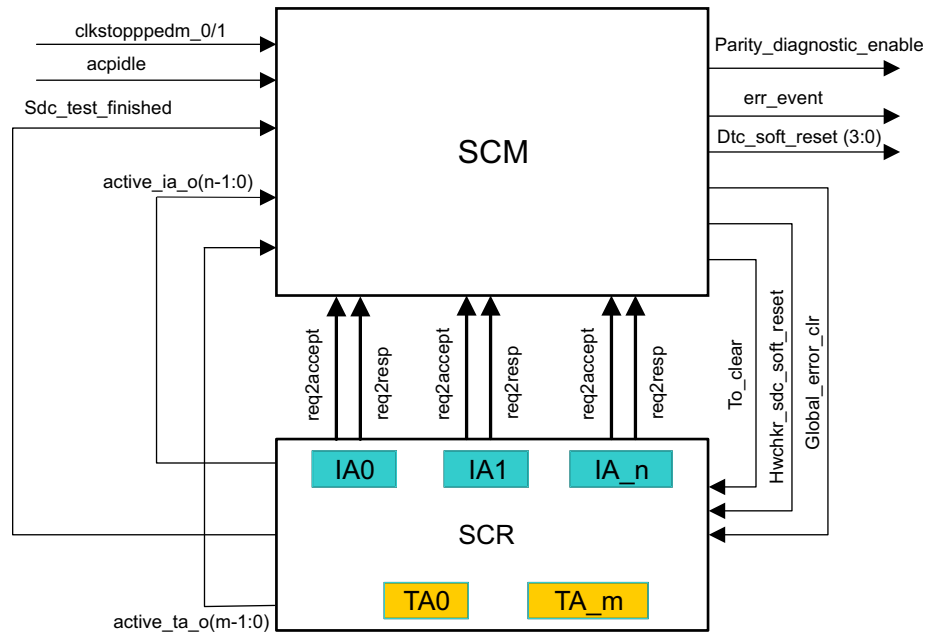 clkstopppedm_0/1
acpidle
Sdc_test_finished
active_ia_o(n-1:0)
SCM
Parity_diagnostic_enable
err_event
Dtc_soft_reset (3:0)
req2accept
req2resp
req2accept
req2resp
req2accept
req2resp
To_clear
Hwchkr_sdc_soft_reset
Global_error_clr
IA0
IA1
IA_n
SCR
TA0
TA_m
active_ta_o(m-1:0)